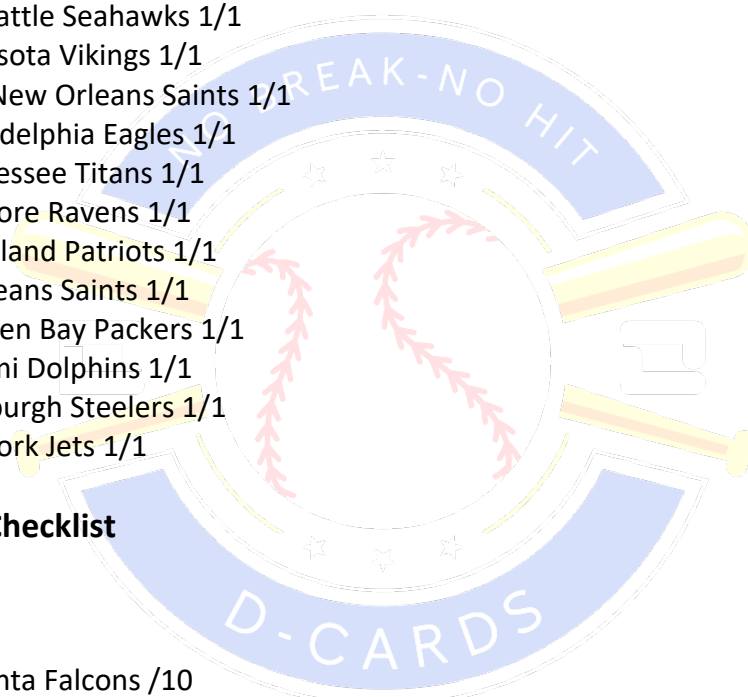 attle Seahawks 1/1
sota Vikings 1/1
New Orleans Saints 1/1
delphia Eagles 1/1
essee Titans 1/1
ore Ravens 1/1
land Patriots 1/1
eans Saints 1/1
en Bay Packers 1/1
mi Dolphins 1/1
burgh Steelers 1/1
ork Jets 1/1
Checklist
nta Falcons /10
NO BREAK-NO HIT
D-CARDS